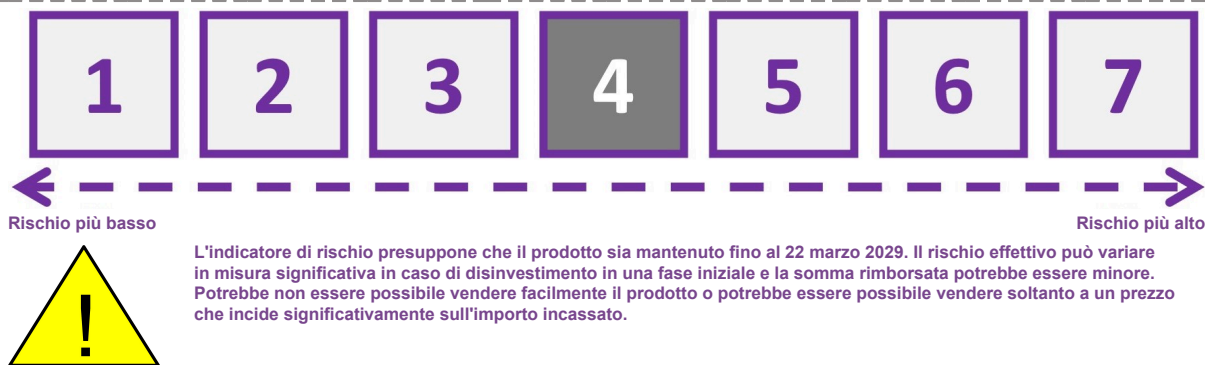 1 2 3 4 5 6 7
Rischio più basso Rischio più alto
!
L'indicatore di rischio presuppone che il prodotto sia mantenuto fino al 22 marzo 2029. Il rischio effettivo può variare
in misura significativa in caso di disinvestimento in una fase iniziale e la somma rimborsata potrebbe essere minore.
Potrebbe non essere possibile vendere facilmente il prodotto o potrebbe essere possibile vendere soltanto a un prezzo
che incide significativamente sull'importo incassato.